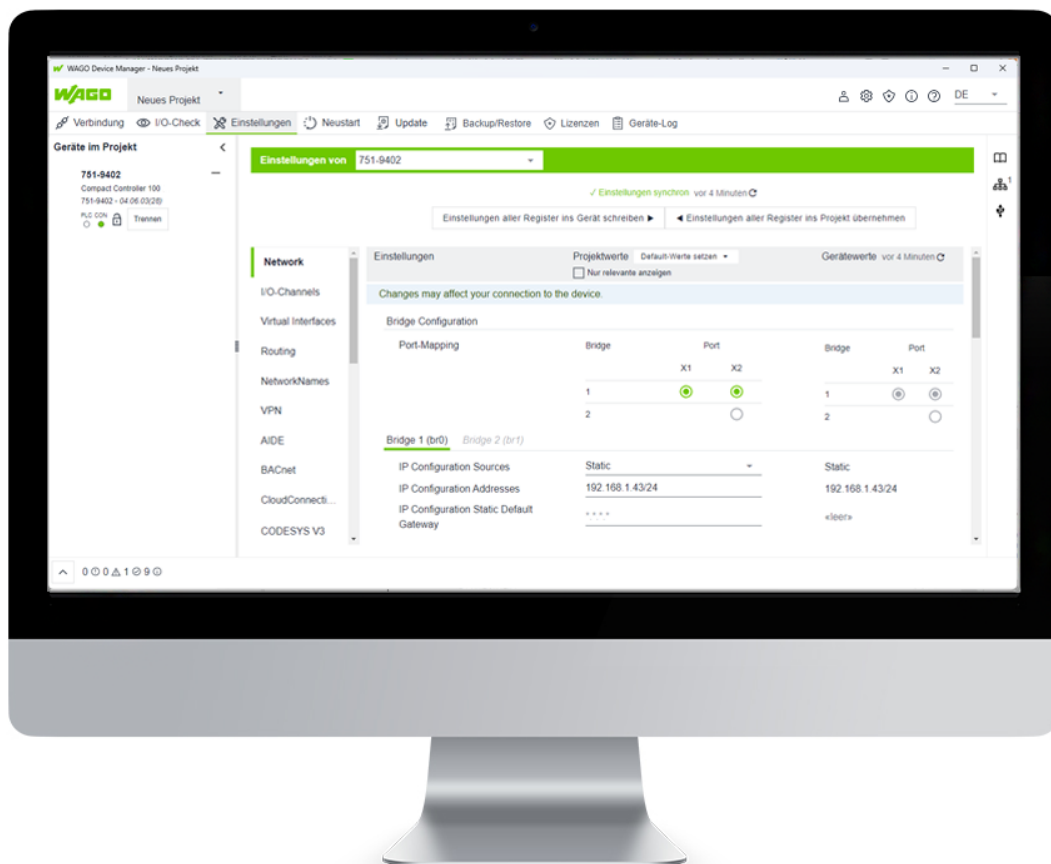 WAGO Device Manager - Neues Projekt
WAGO Neues Projekt DE
Verbindung I/O-Check Einstellungen Neustart Update Backup/Restore Lizenzen Geräte-Log
Geräte im Projekt
751-9402
Compact Controller 100
751-9402 - 04.06.03(28)
PLC CON Trennen
Einstellungen von 751-9402
Einstellungen synchron vor 4 Minuten
Einstellungen aller Register ins Gerät schreiben
Einstellungen aller Register ins Projekt übernehmen
1
Network
I/O-Channels
Virtual Interfaces
Routing
NetworkNames
VPN
AIDE
BACnet
CloudConnecti...
CODESYS V3
Einstellungen Projektwerte Default-Werte setzen Gerätewerte vor 4 Minuten
Nur relevante anzeigen
Changes may affect your connection to the device.
Bridge Configuration
Port-Mapping Bridge Port Bridge Port
X1 X2 X1 X2
1 1
2 2
Bridge 1 (br0) Bridge 2 (br1)
IP Configuration Sources Static Static
IP Configuration Addresses 192.168.1.43/24 192.168.1.43/24
IP Configuration Static Default Gateway «leer»
0 0 1 9